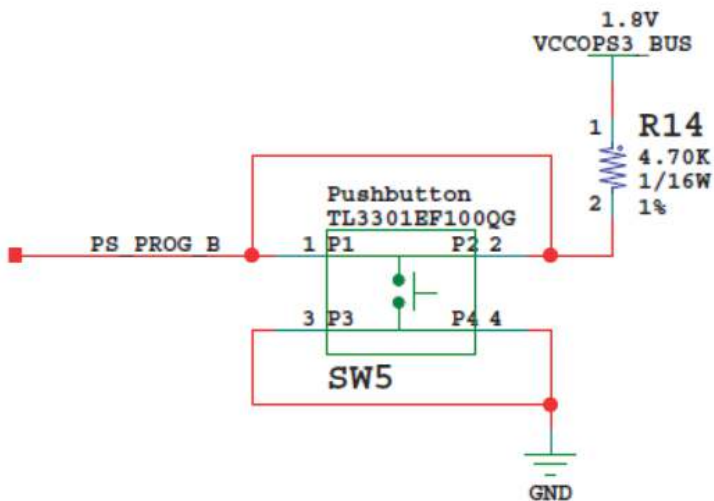 1.8V
VCCOPS3_BUS
1
R14
4.70K
1/16W
2
1%
Pushbutton
TL3301EF100QG
PS_PROG_B
1 P1
P2 2
3 P3
P4 4
SW5
GND